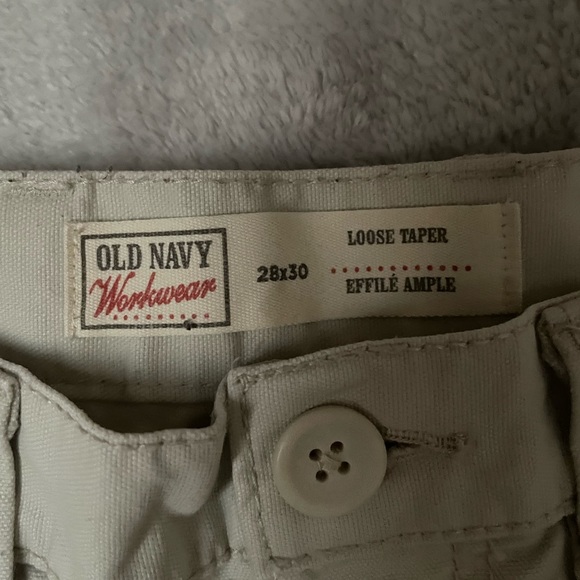 OLD NAVY
Workwear
28x30
LOOSE TAPER
EFFILÉ AMPLE